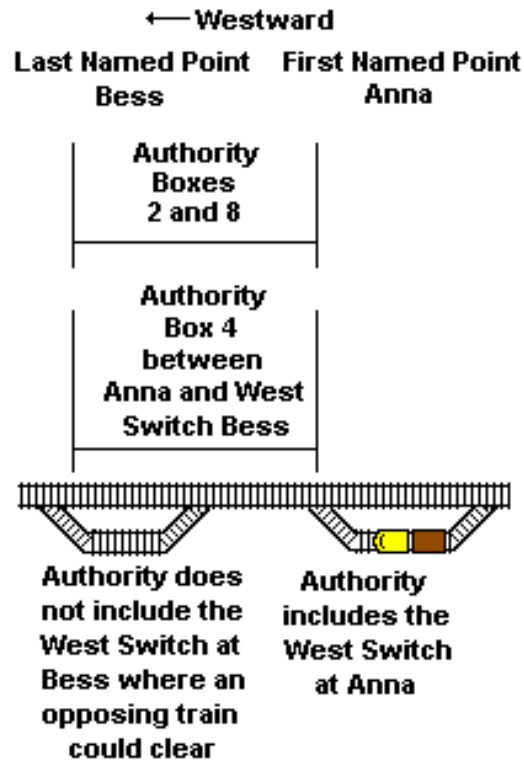 ← Westward
Last Named Point
Bess
First Named Point
Anna
Authority
Boxes
2 and 8
Authority
Box 4
between
Anna and West
Switch Bess
Authority does
not include the
West Switch at
Bess where an
opposing train
could clear
Authority
includes the
West Switch
at Anna